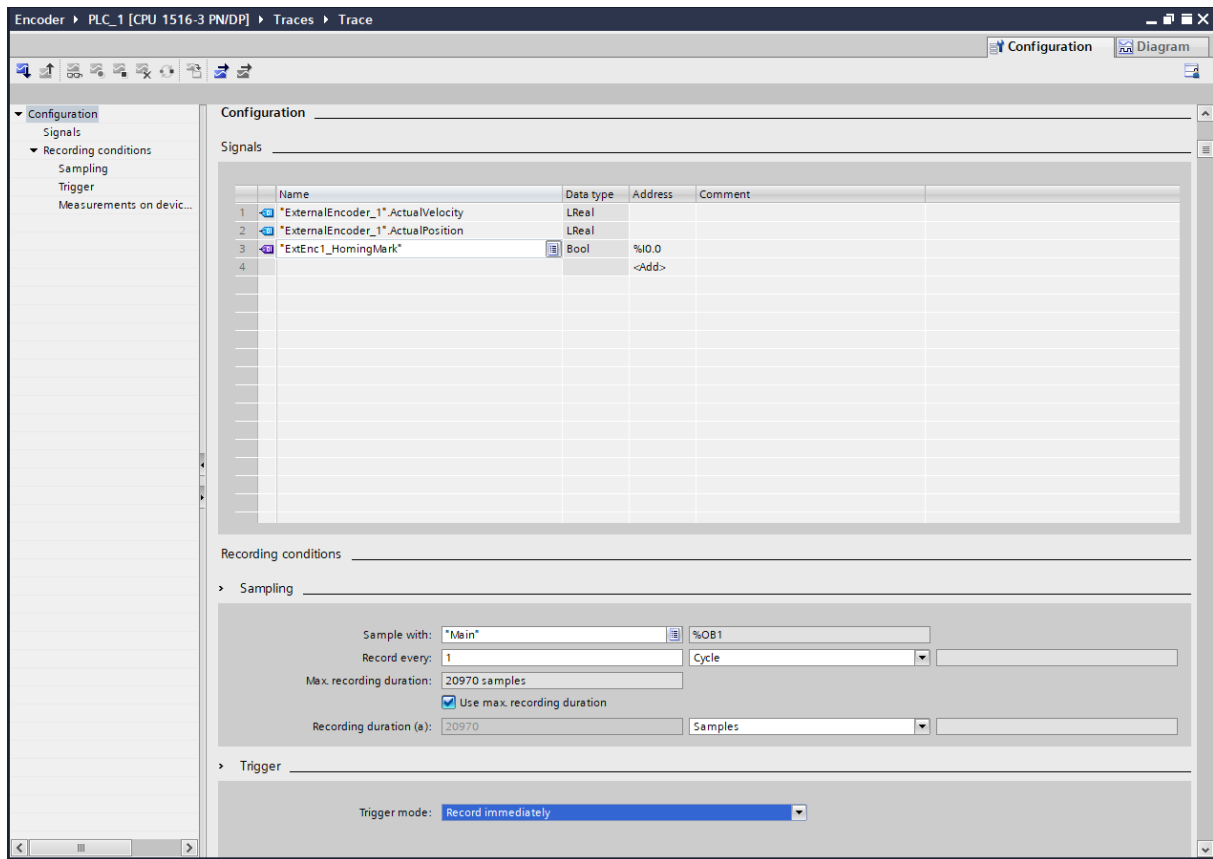 Encoder ▸ PLC_1 [CPU 1516-3 PN/DP] ▸ Traces ▸ Trace
Configuration
Diagram
Configuration
Signals
Recording conditions
Sampling
Trigger
Measurements on devic...
Configuration
Signals
Name Data type Address Comment
1 "ExternalEncoder_1".ActualVelocity LReal
2 "ExternalEncoder_1".ActualPosition LReal
3 "ExtEnc1_HomingMark" Bool %I0.0
4 <Add>
Recording conditions
Sampling
Sample with: "Main" %OB1
Record every: 1 Cycle
Max. recording duration: 20970 samples
Use max. recording duration
Recording duration (a): 20970 Samples
Trigger
Trigger mode: Record immediately